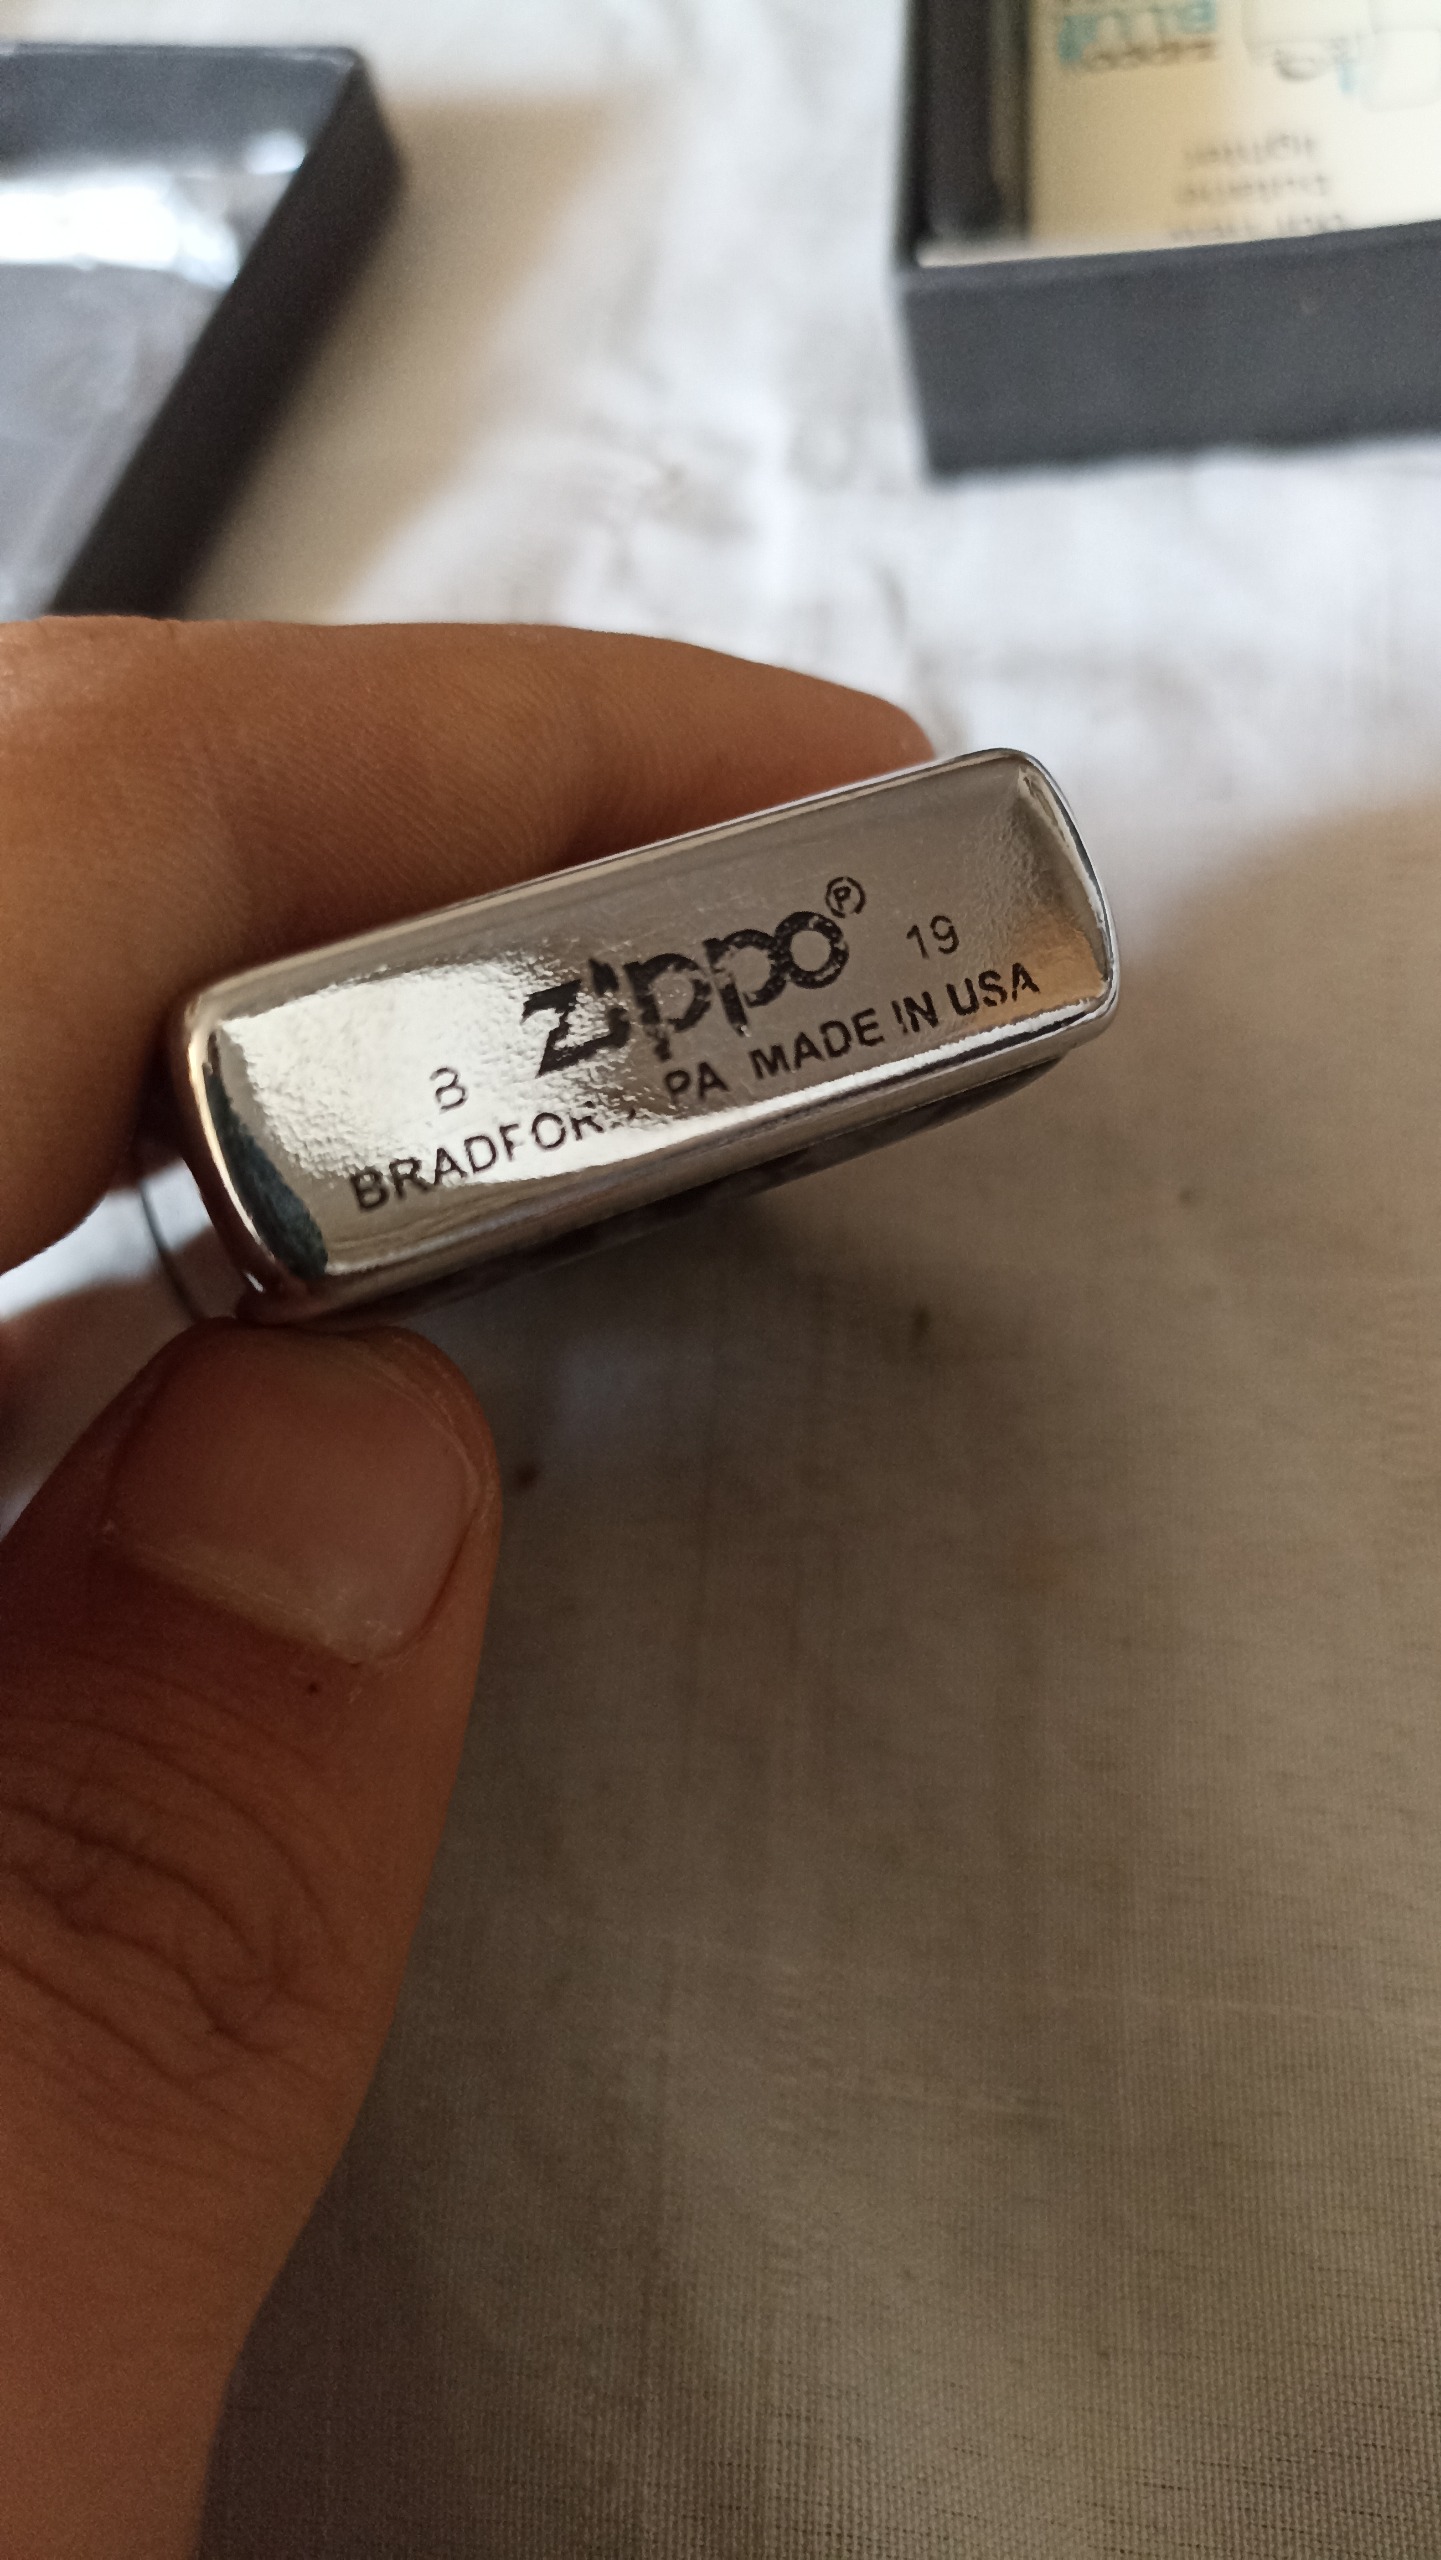 8 Zippo Ⓟ 19
BRADFOR , PA MADE IN USA